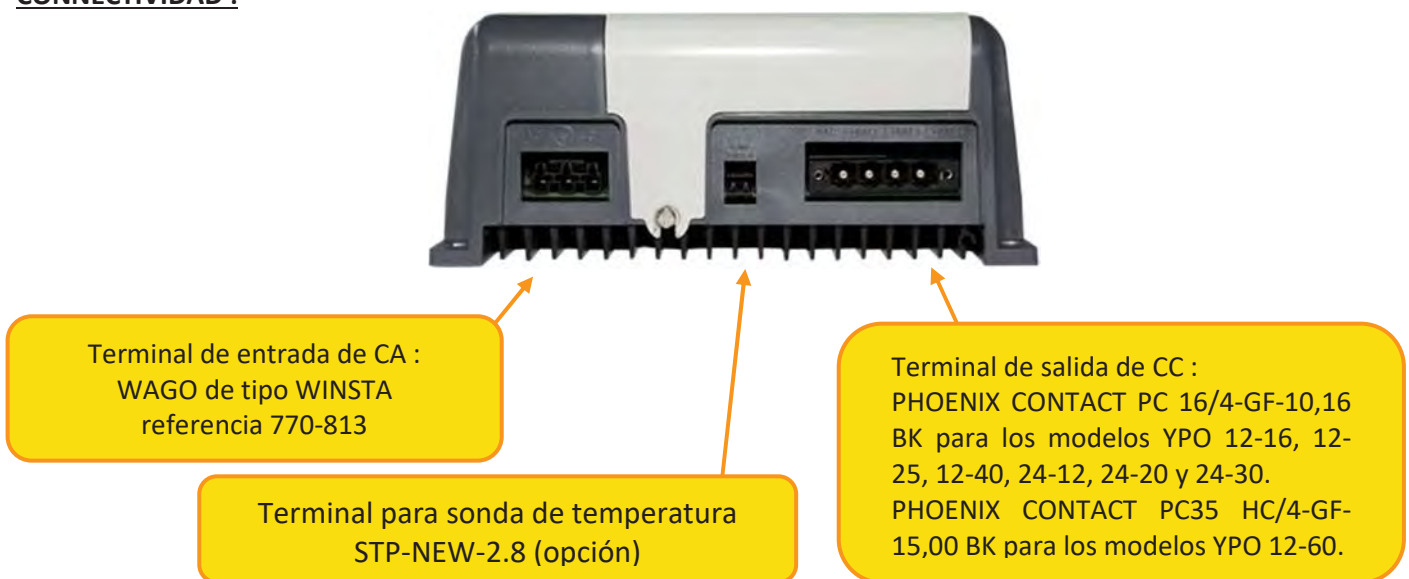 CONNECTIVIDAD :
Terminal de entrada de CA :
WAGO de tipo WINSTA
referencia 770-813
Terminal para sonda de temperatura
STP-NEW-2.8 (opción)
Terminal de salida de CC :
PHOENIX CONTACT PC 16/4-GF-10,16
BK para los modelos YPO 12-16, 12-
25, 12-40, 24-12, 24-20 y 24-30.
PHOENIX CONTACT PC35 HC/4-GF-
15,00 BK para los modelos YPO 12-60.